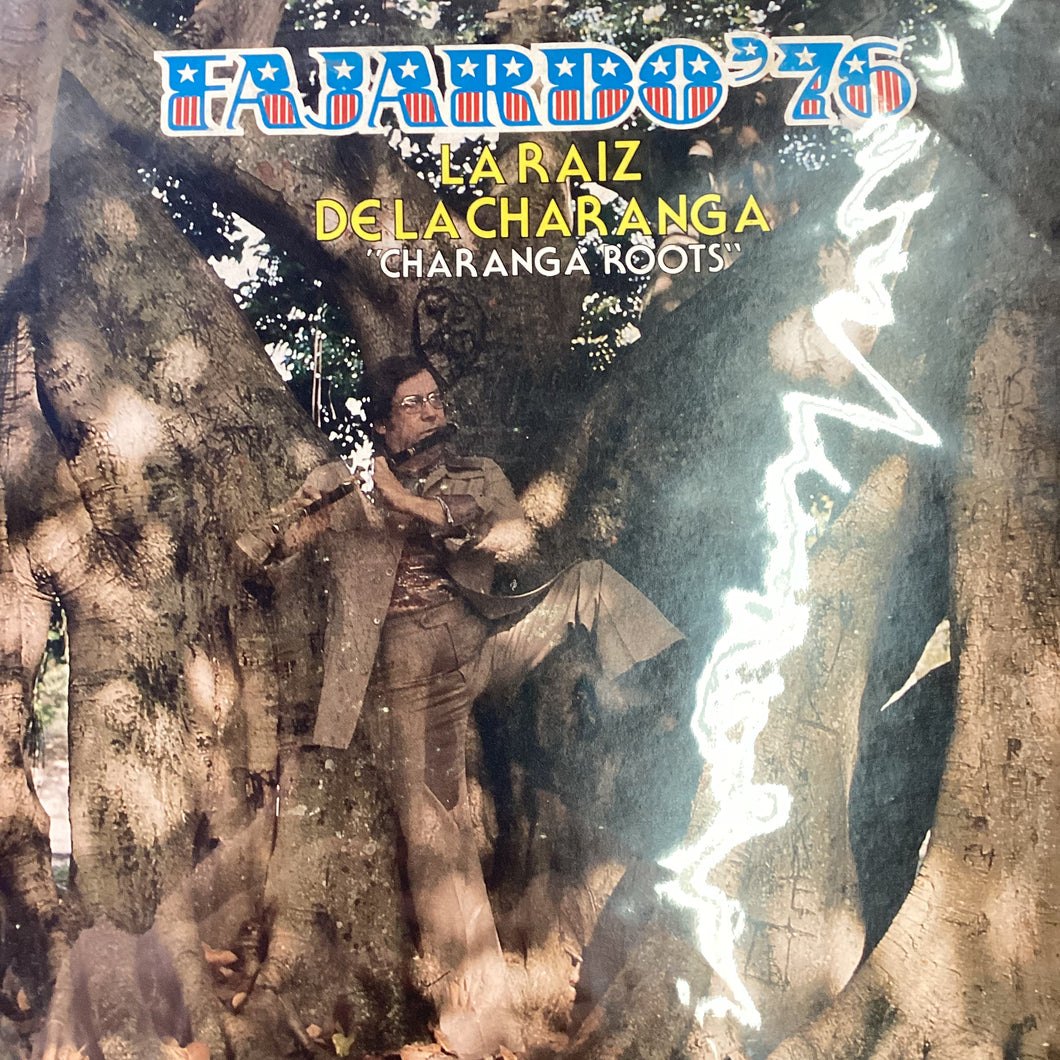 FAJARDO '76
LA RAIZ
DE LA CHARANGA
"CHARANGA ROOTS"